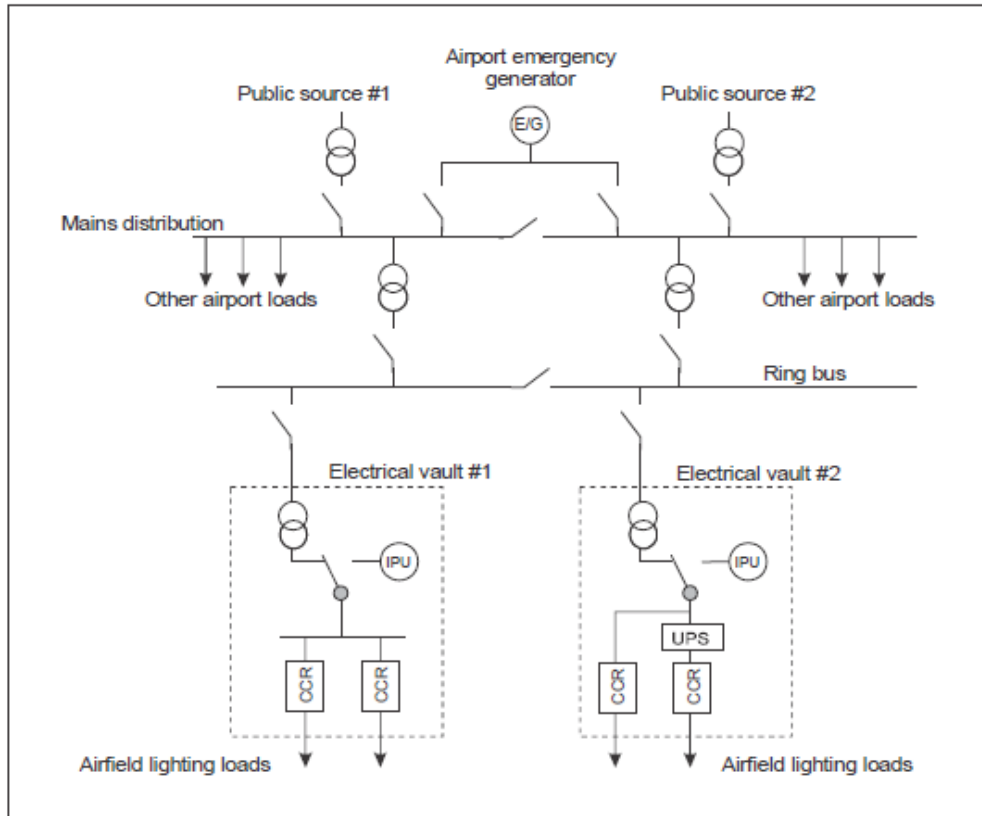 Airport emergency
generator
Public source #1
Public source #2
E/G
Mains distribution
Other airport loads
Other airport loads
Ring bus
Electrical vault #1
Electrical vault #2
IPU
IPU
UPS
CCR
CCR
CCR
CCR
Airfield lighting loads
Airfield lighting loads